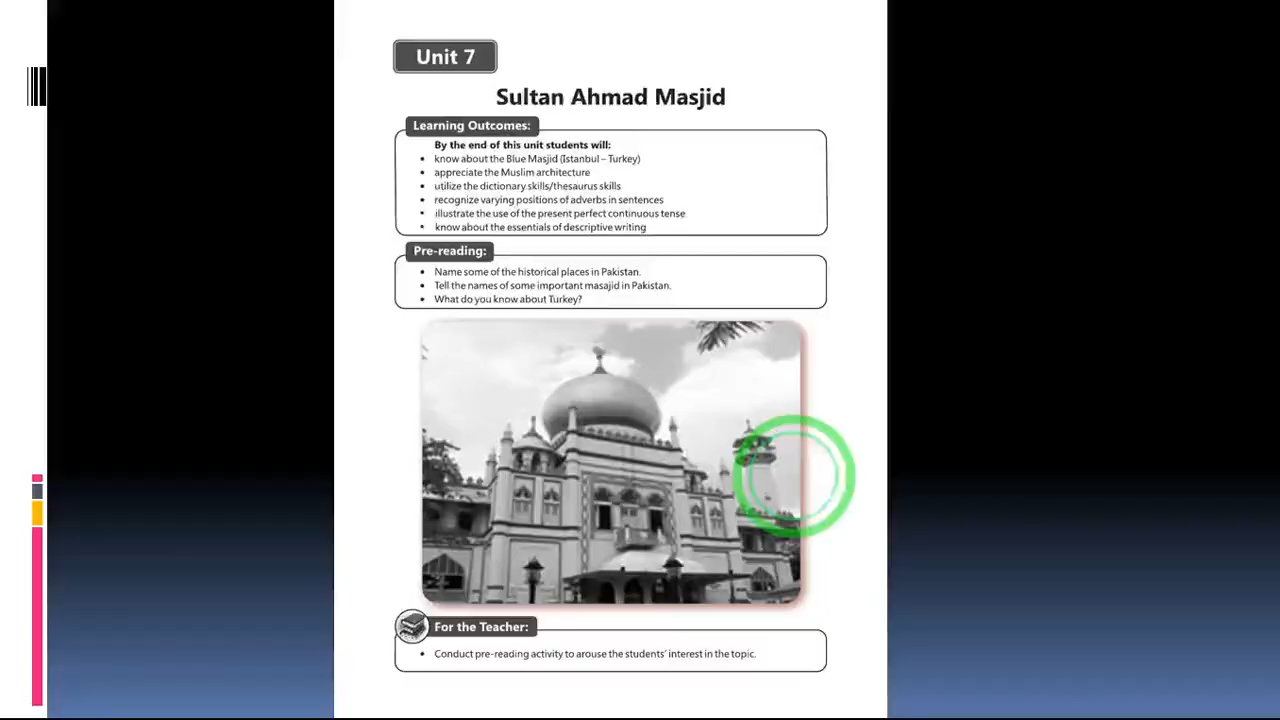 Unit 7
Sultan Ahmad Masjid
Learning Outcomes:
By the end of this unit students will:
• know about the Blue Masjid (Istanbul – Turkey)
• appreciate the Muslim architecture
• utilize the dictionary skills/thesaurus skills
• recognize varying positions of adverbs in sentences
• illustrate the use of the present perfect continuous tense
• know about the essentials of descriptive writing
Pre-reading:
• Name some of the historical places in Pakistan.
• Tell the names of some important masajid in Pakistan.
• What do you know about Turkey?
For the Teacher:
• Conduct pre-reading activity to arouse the students' interest in the topic.